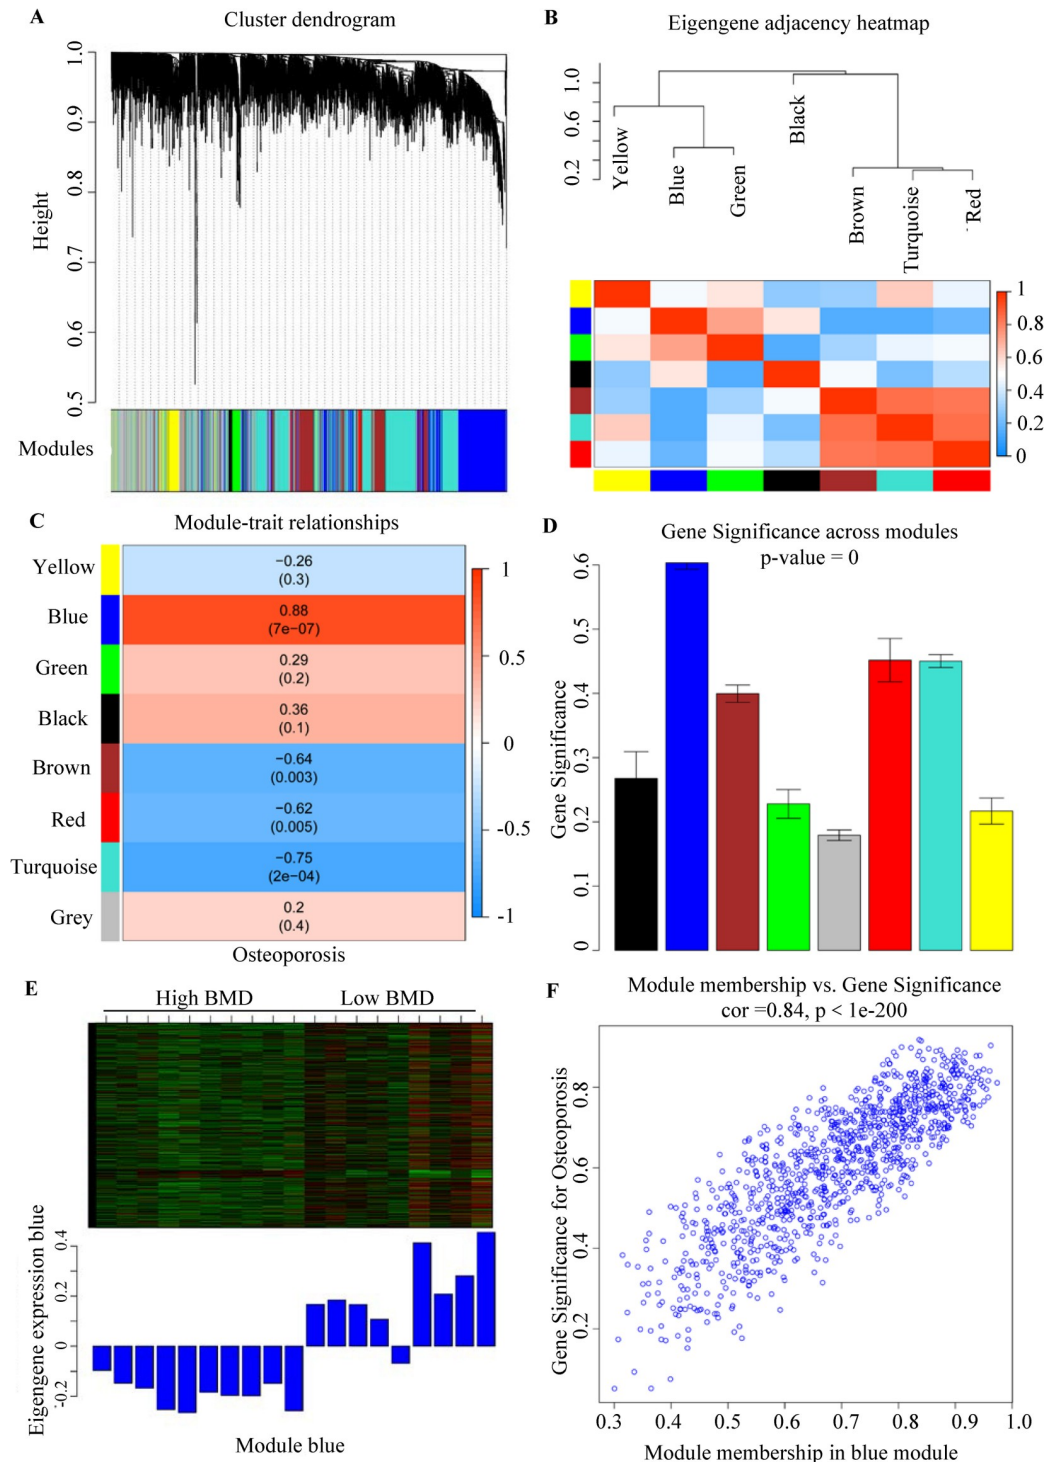 A
Cluster dendrogram
Height
1.0
0.9
0.8
0.7
0.6
0.5
Modules
B
Eigengene adjacency heatmap
1.0
0.6
0.2
Yellow
Blue
Green
Black
Brown
Turquoise
Red
1
0.8
0.6
0.4
0.2
0
C
Module-trait relationships
Yellow
−0.26
(0.3)
Blue
0.88
(7e−07)
Green
0.29
(0.2)
Black
0.36
(0.1)
Brown
−0.64
(0.003)
Red
−0.62
(0.005)
Turquoise
−0.75
(2e−04)
Grey
0.2
(0.4)
Osteoporosis
1
0.5
0
-0.5
-1
D
Gene Significance across modules
p-value = 0
Gene Significance
0.6
0.5
0.4
0.3
0.2
0.1
0
E
High BMD
Low BMD
Eigengene expression blue
0.4
0.2
0
-0.2
Module blue
F
Module membership vs. Gene Significance
cor =0.84, p < 1e-200
Gene Significance for Osteoporosis
0.8
0.6
0.4
0.2
0.3 0.4 0.5 0.6 0.7 0.8 0.9 1.0
Module membership in blue module